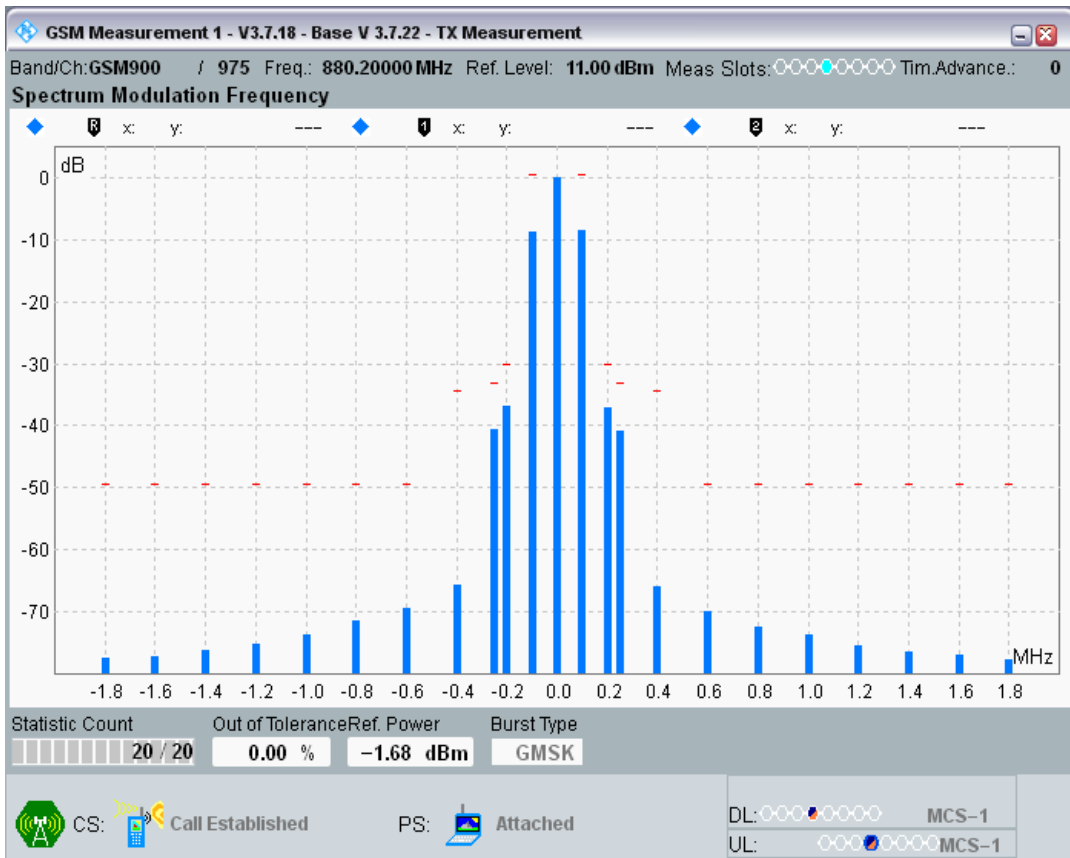 GSM Measurement 1 - V3.7.18 - Base V 3.7.22 - TX Measurement
Band/Ch:GSM900 / 975 Freq.: 880.20000 MHz Ref. Level: 11.00 dBm Meas Slots: Tim.Advance.: 0
Spectrum Modulation Frequency
R x: y: --- 1 x: y: --- 2 x: y: ---
dB
0
-10
-20
-30
-40
-50
-60
-70
MHz
-1.8 -1.6 -1.4 -1.2 -1.0 -0.8 -0.6 -0.4 -0.2 0.0 0.2 0.4 0.6 0.8 1.0 1.2 1.4 1.6 1.8
Statistic Count Out of Tolerance Ref. Power Burst Type
20 / 20 0.00 % −1.68 dBm GMSK
CS: Call Established PS: Attached
DL: MCS−1
UL: MCS−1